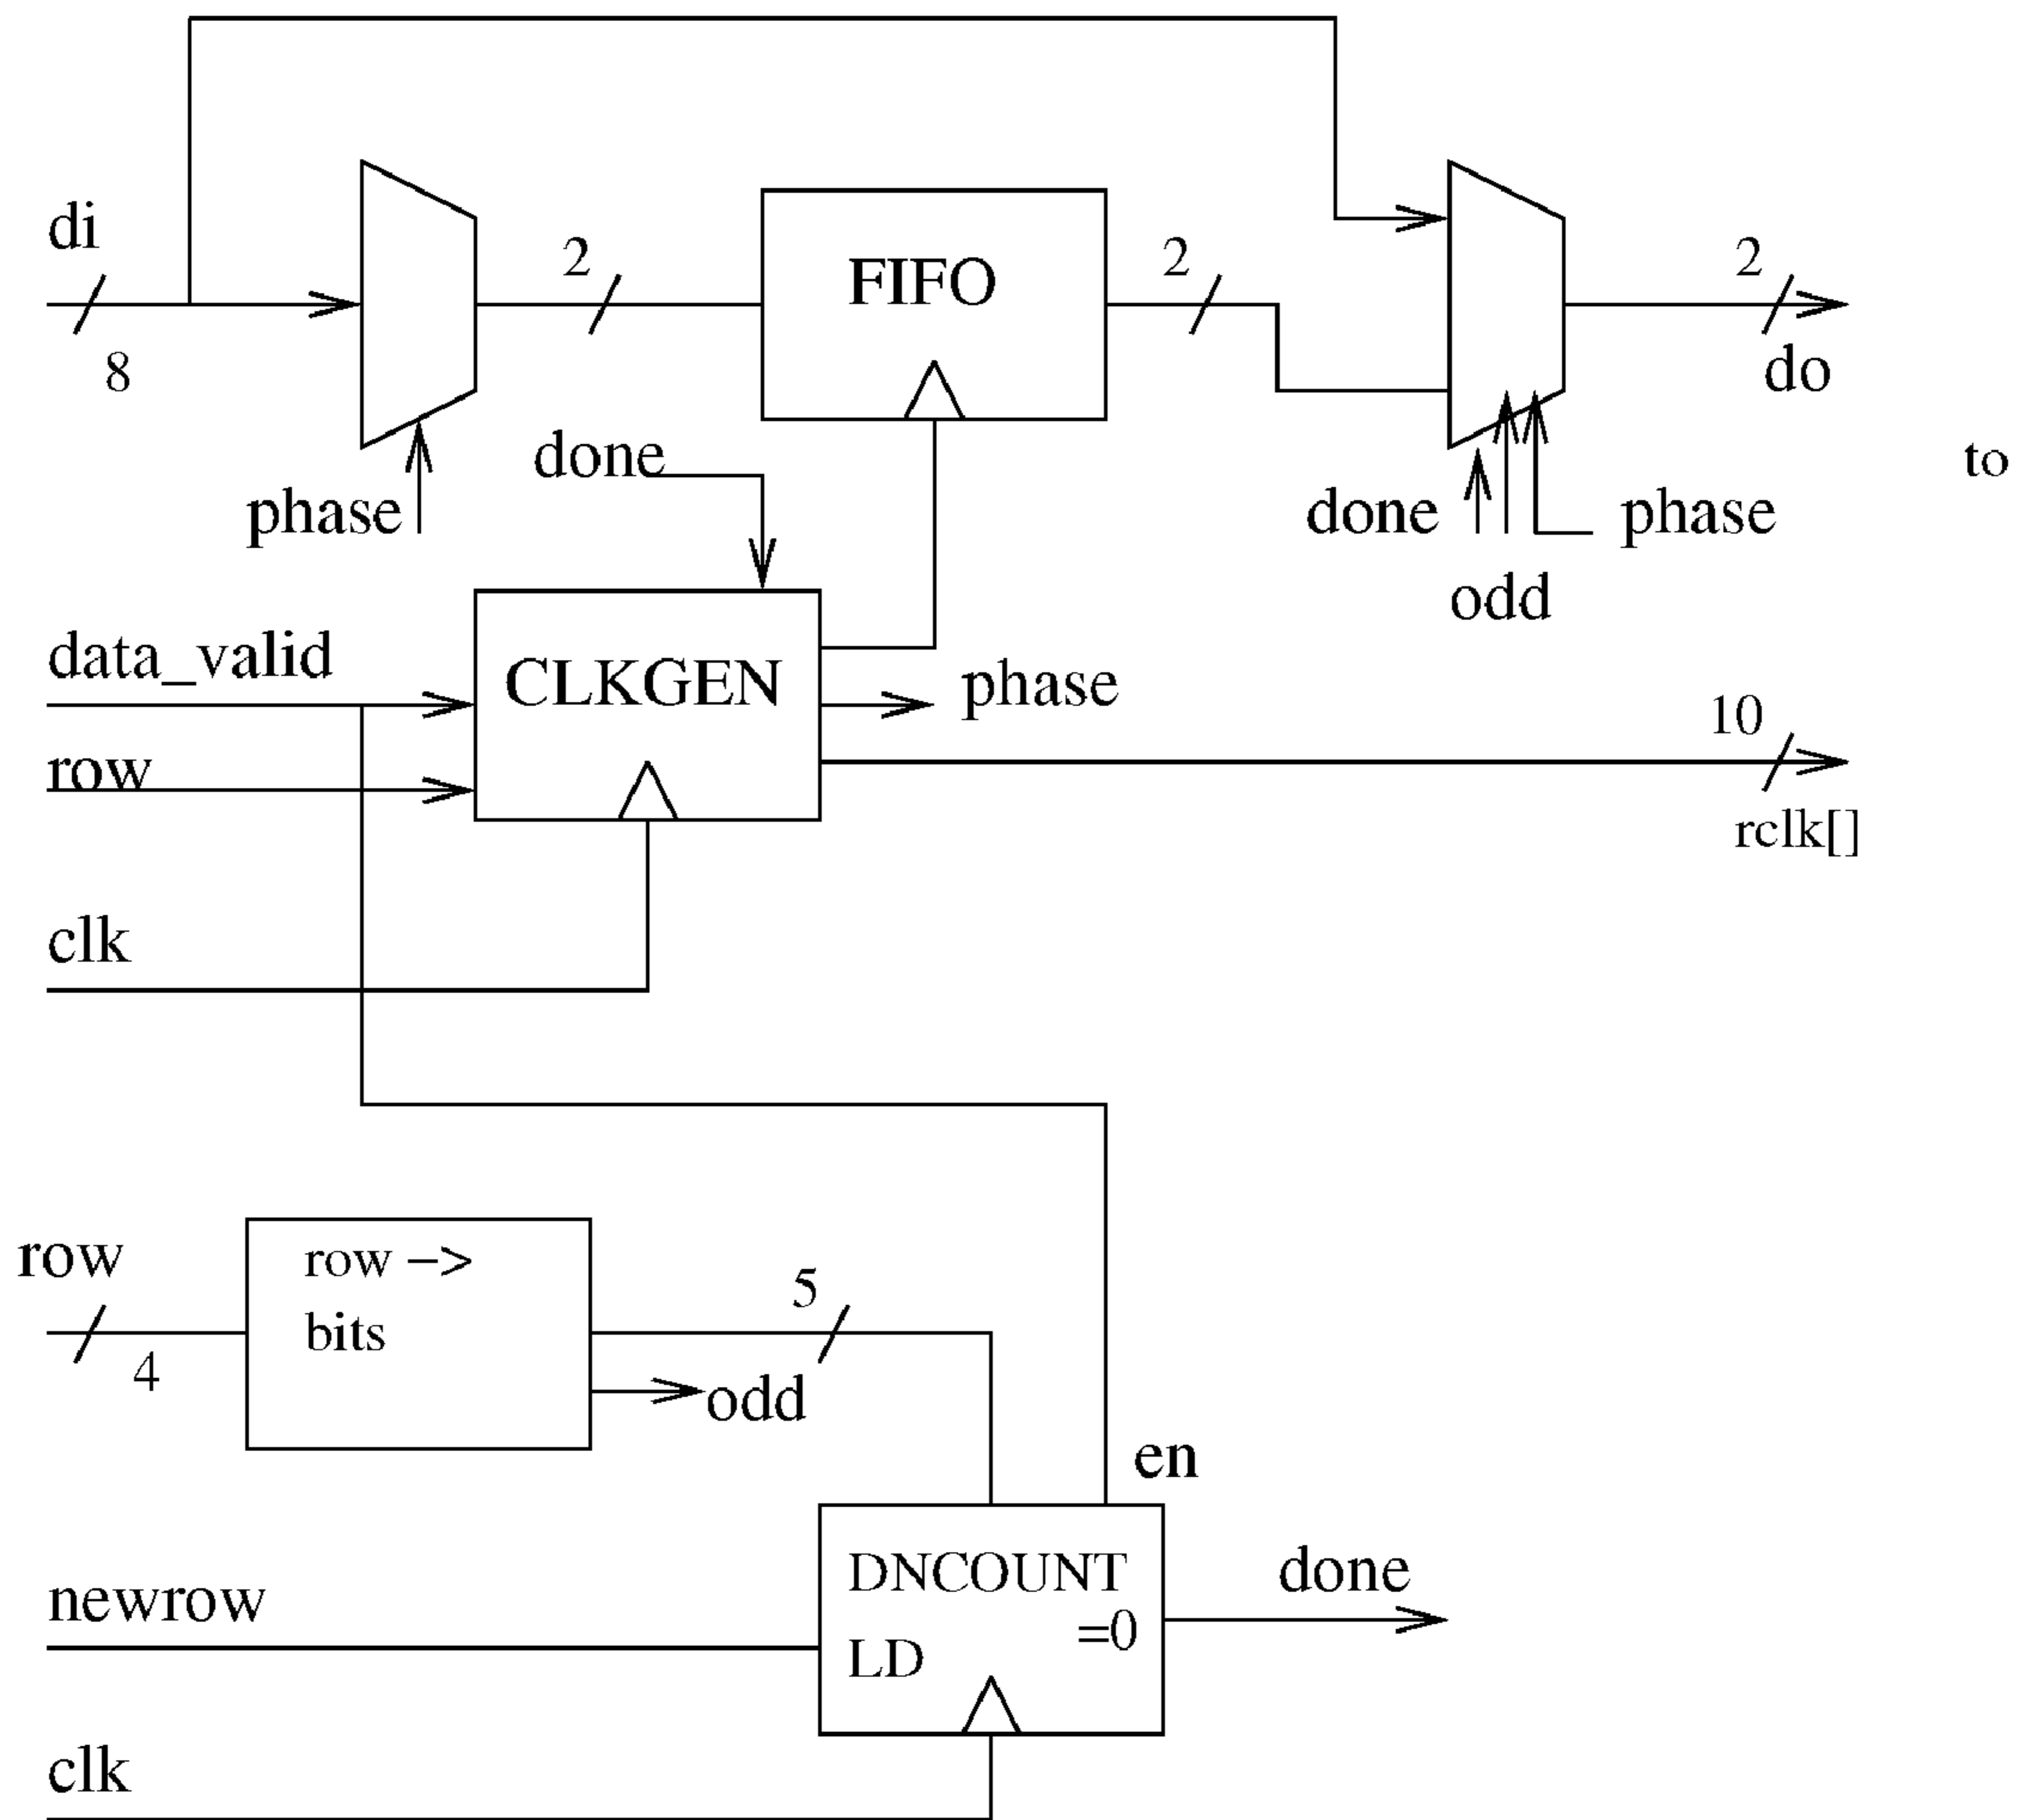 di
8
2
FIFO
2
2
do
to
done
phase
done
phase
odd
data_valid
CLKGEN
phase
row
10
rclk[]
clk
row
4
row −>
bits
5
odd
en
DNCOUNT
=0
LD
done
newrow
clk